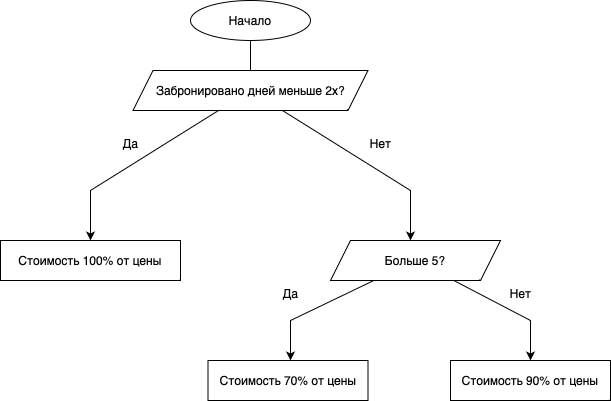 Начало
Забронировано дней меньше 2х?
Да
Нет
Стоимость 100% от цены
Больше 5?
Да
Нет
Стоимость 70% от цены
Стоимость 90% от цены